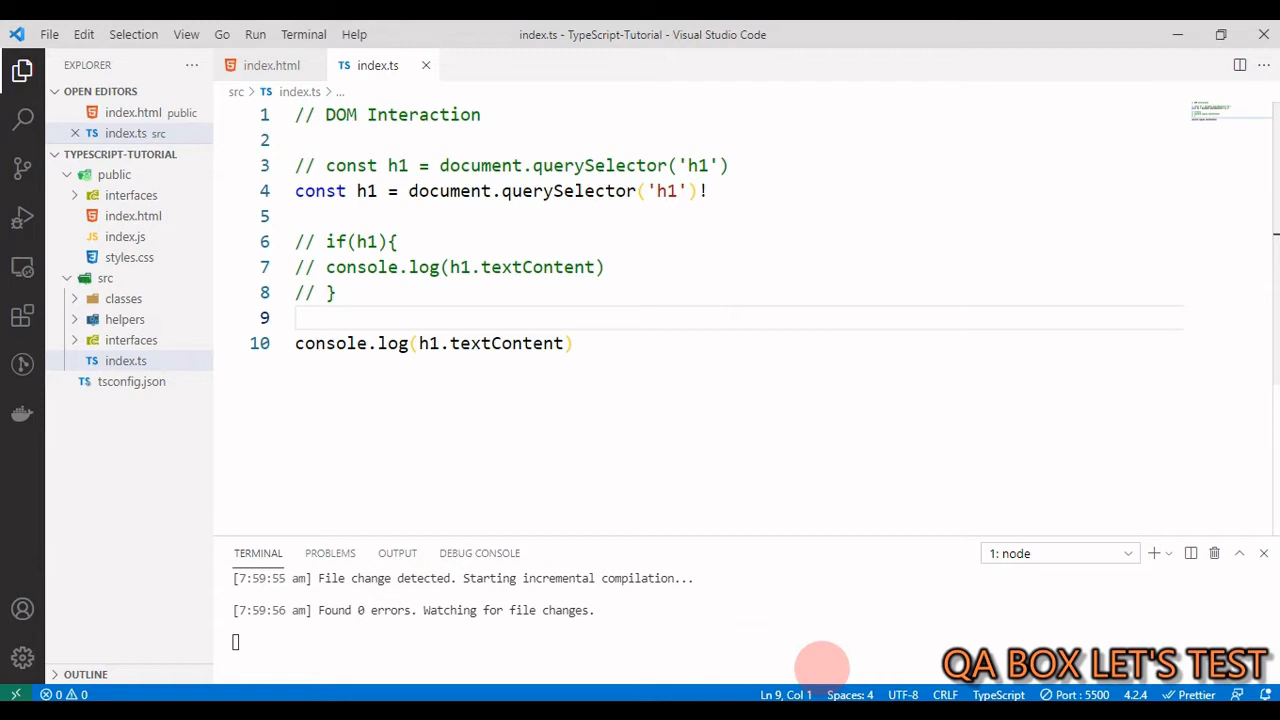 File Edit Selection View Go Run Terminal Help index.ts - TypeScript-Tutorial - Visual Studio Code
EXPLORER
OPEN EDITORS
index.html public
index.ts src
TYPESCRIPT-TUTORIAL
public
interfaces
index.html
index.js
styles.css
src
classes
helpers
interfaces
index.ts
tsconfig.json
OUTLINE
index.html index.ts
src > index.ts > ...
1 // DOM Interaction
2
3 // const h1 = document.querySelector('h1')
4 const h1 = document.querySelector('h1')!
5
6 // if(h1){
7 // console.log(h1.textContent)
8 // }
9
10 console.log(h1.textContent)
TERMINAL PROBLEMS OUTPUT DEBUG CONSOLE 1: node
[7:59:55 am] File change detected. Starting incremental compilation...
[7:59:56 am] Found 0 errors. Watching for file changes.
QA BOX LET'S TEST
0 0 Ln 9, Col 1 Spaces: 4 UTF-8 CRLF TypeScript Port : 5500 4.2.4 Prettier